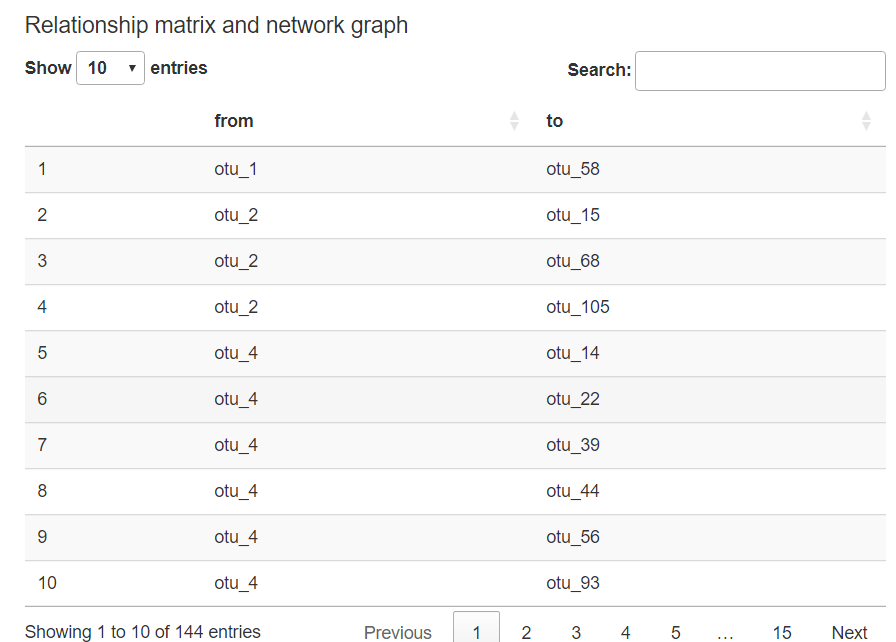 Relationship matrix and network graph
Show 10 entries Search:
from to
1 otu_1 otu_58
2 otu_2 otu_15
3 otu_2 otu_68
4 otu_2 otu_105
5 otu_4 otu_14
6 otu_4 otu_22
7 otu_4 otu_39
8 otu_4 otu_44
9 otu_4 otu_56
10 otu_4 otu_93
Showing 1 to 10 of 144 entries Previous 1 2 3 4 5 … 15 Next